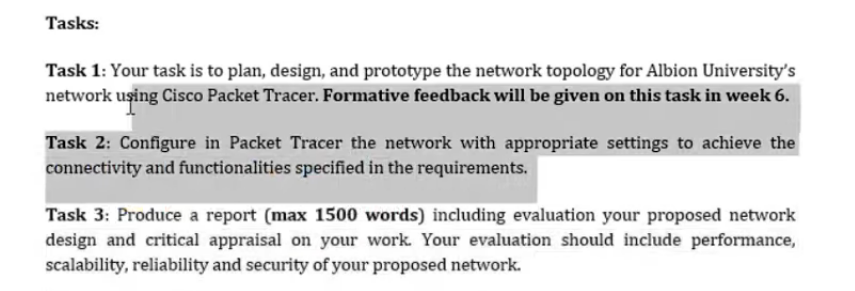 Tasks:
Task 1: Your task is to plan, design, and prototype the network topology for Albion University's
network using Cisco Packet Tracer. Formative feedback will be given on this task in week 6.
Task 2: Configure in Packet Tracer the network with appropriate settings to achieve the
connectivity and functionalities specified in the requirements.
Task 3: Produce a report (max 1500 words) including evaluation your proposed network
design and critical appraisal on your work. Your evaluation should include performance,
scalability, reliability and security of your proposed network.